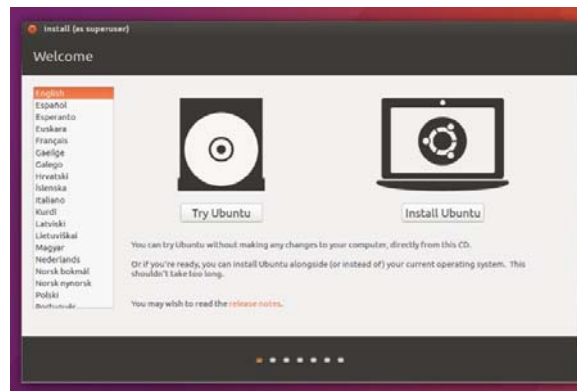 Install (as superuser)
Welcome
English
Español
Esperanto
Euskara
Français
Gaeilge
Galego
Hrvatski
Íslenska
Italiano
Kurdî
Latviski
Lietuviškai
Magyar
Nederlands
Norsk bokmål
Norsk nynorsk
Polski
Português
Try Ubuntu
Install Ubuntu
You can try Ubuntu without making any changes to your computer, directly from this CD.
Or if you're ready, you can install Ubuntu alongside (or instead of) your current operating system. This
shouldn't take too long.
You may wish to read the release notes.